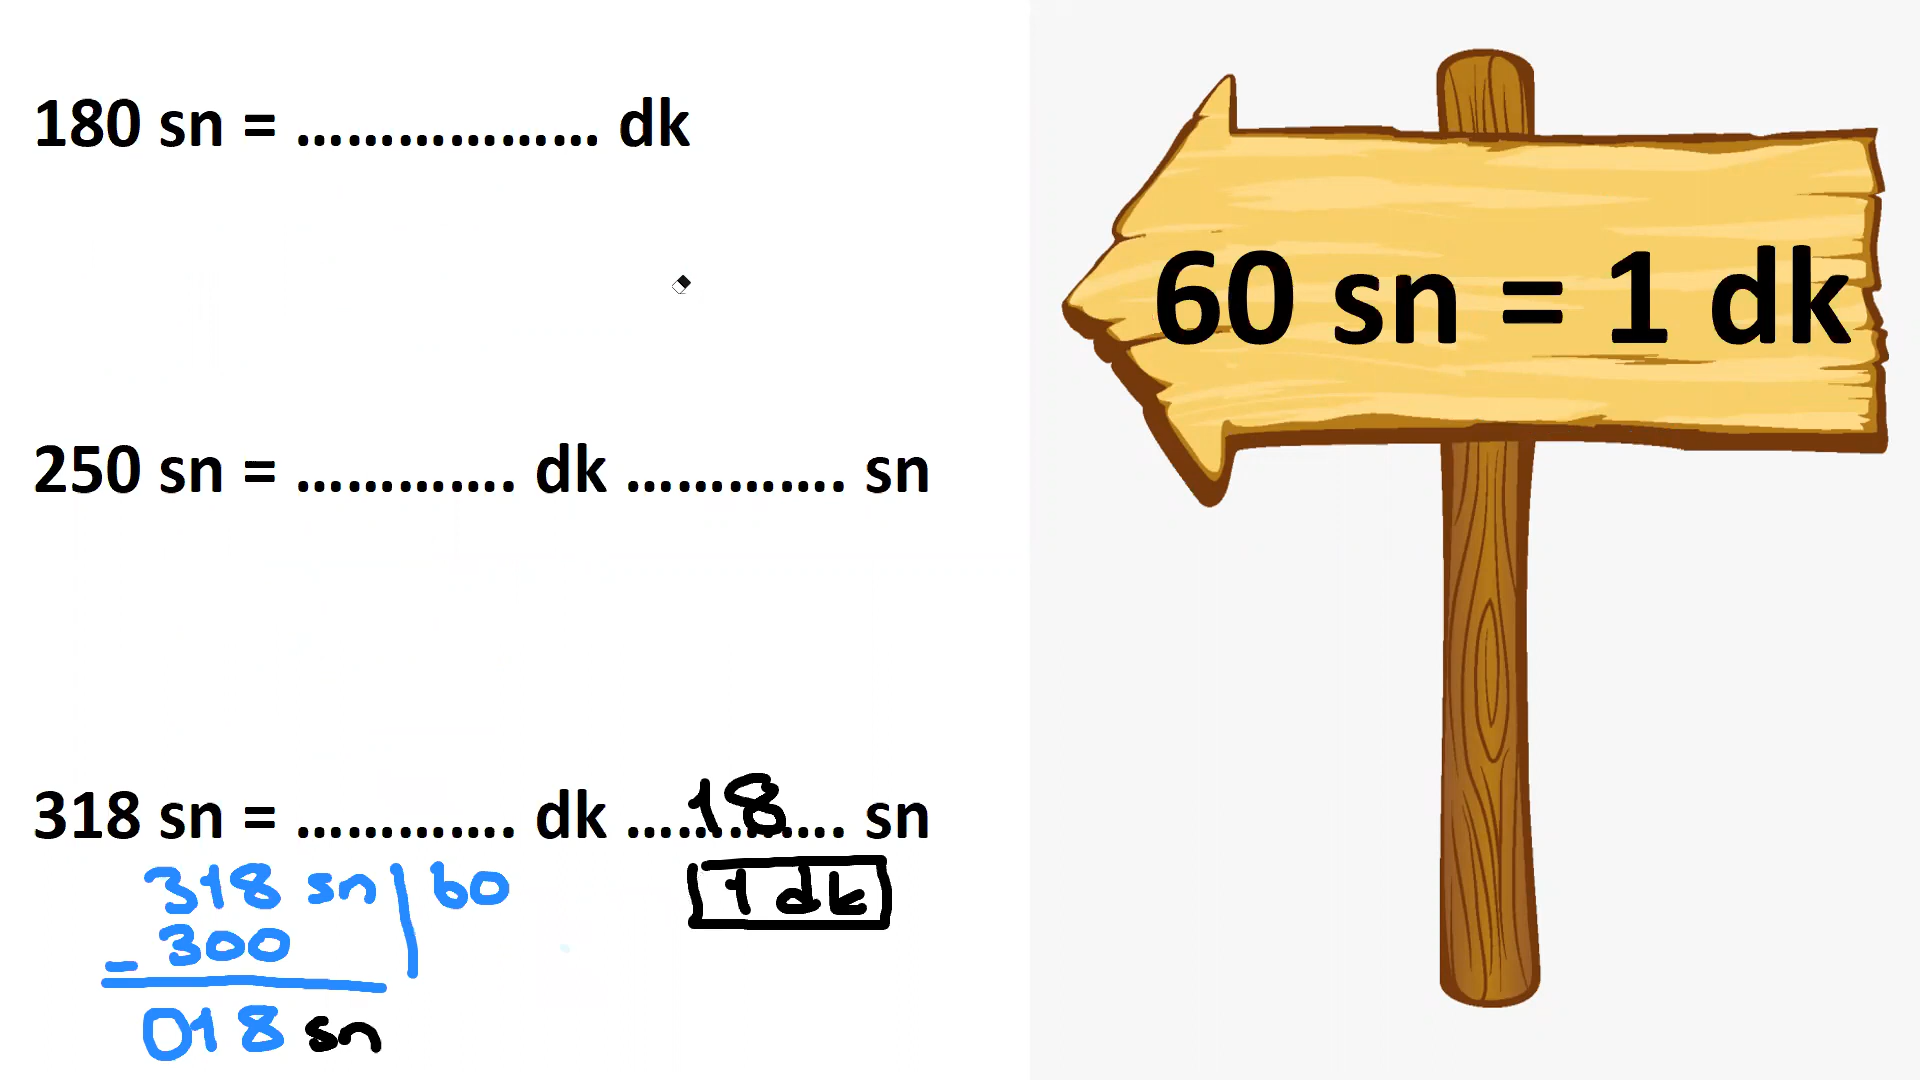 180 sn = ……………… dk
60 sn = 1 dk
250 sn = …………. dk …………. sn
318 sn = …………. dk ……18……. sn
318 sn | 60
1 dk
- 300
018 sn